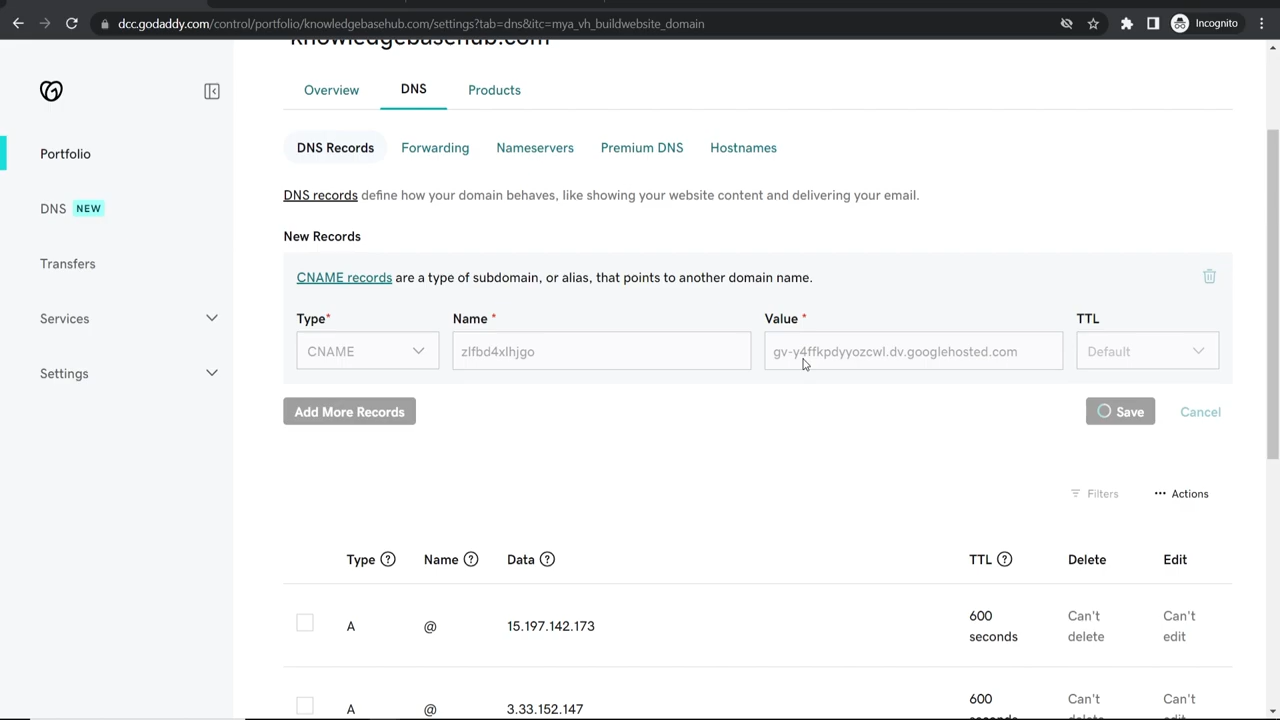 dcc.godaddy.com/control/portfolio/knowledgebasehub.com/settings?tab=dns&itc=mya_vh_buildwebsite_domain
Incognito
knowledgebasehub.com
Overview
DNS
Products
Portfolio
DNS Records
Forwarding
Nameservers
Premium DNS
Hostnames
DNS NEW
DNS records define how your domain behaves, like showing your website content and delivering your email.
New Records
Transfers
CNAME records are a type of subdomain, or alias, that points to another domain name.
Services
Type*
Name *
Value *
TTL
CNAME
zlfbd4xlhjgo
gv-y4ffkpdyyozcwl.dv.googlehosted.com
Default
Settings
Add More Records
Save
Cancel
Filters
Actions
Type
Name
Data
TTL
Delete
Edit
A
@
15.197.142.173
600
seconds
Can't
delete
Can't
edit
A
@
3.33.152.147
600
seconds
Can't
delete
Can't
edit